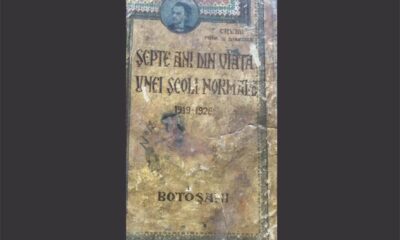 ȘEPTE ANI DIN VIAȚA
UNEI ȘCOLI NORMALE
1919-1926
BOTOȘANI